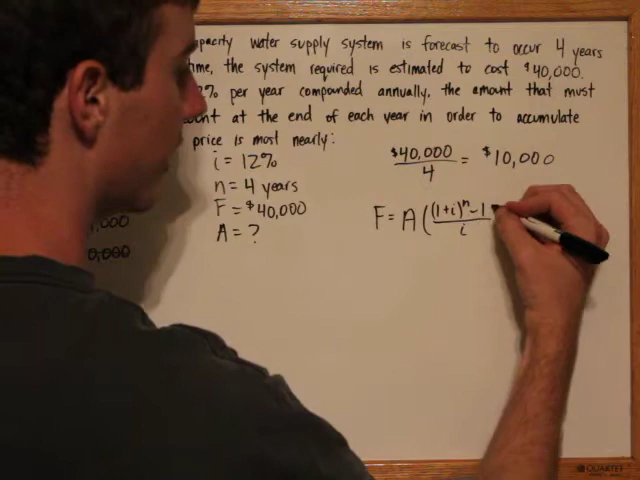 capacity water supply system is forecast to occur 4 years
time, the system required is estimated to cost $40,000.
2% per year compounded annually, the amount that must
at the end of each year in order to accumulate
price is most nearly:
i = 12%
$40,000 / 4 = $10,000
n = 4 years
F = $40,000
F = A ( (1+i)^n - 1 / i
A = ?
,000
0,000
QUARTET